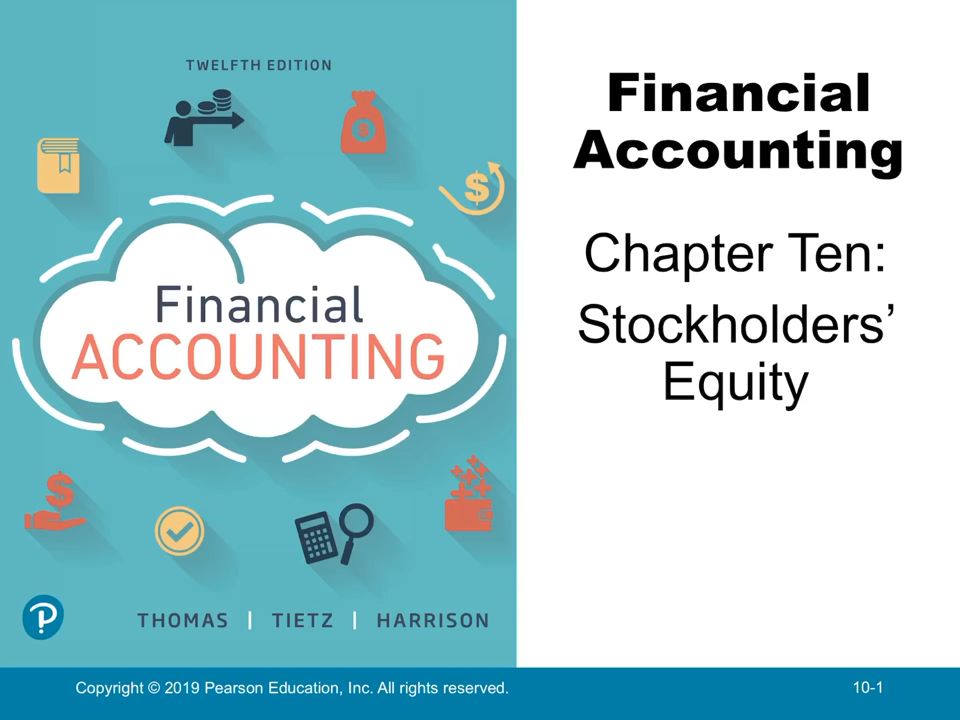 TWELFTH EDITION
Financial
ACCOUNTING
THOMAS | TIETZ | HARRISON
Financial
Accounting
Chapter Ten:
Stockholders’
Equity
Copyright © 2019 Pearson Education, Inc. All rights reserved.
10-1